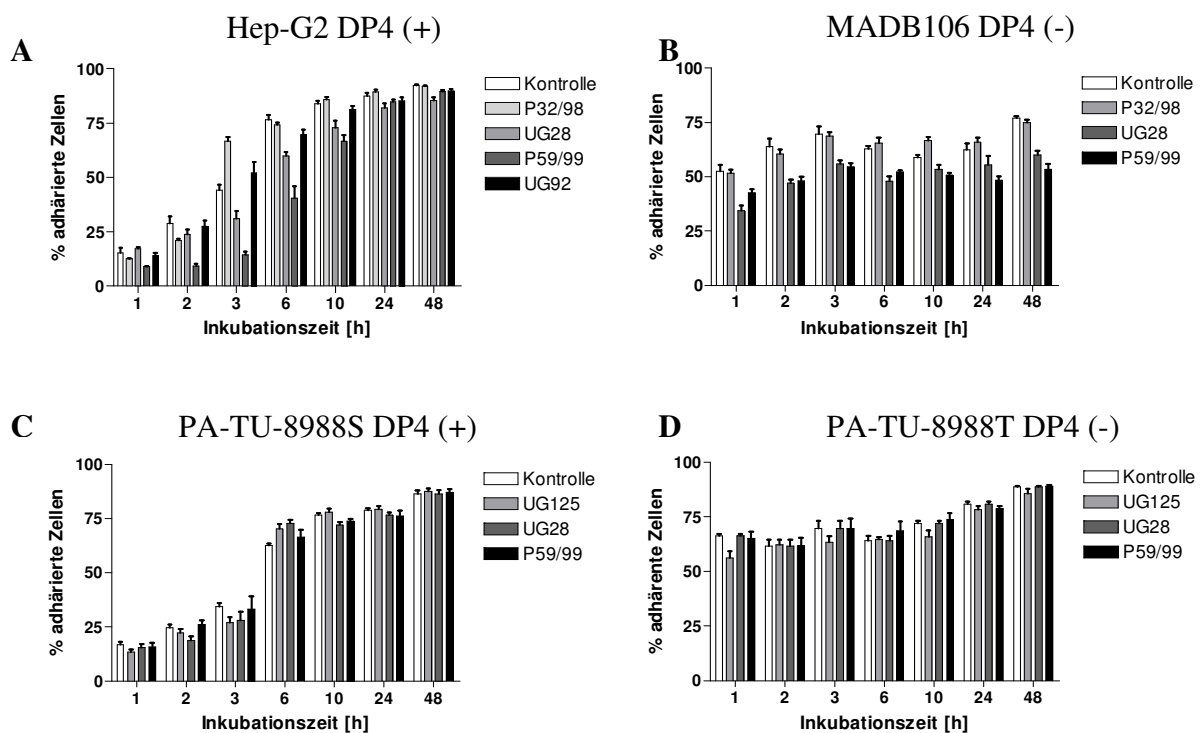 A
Hep-G2 DP4 (+)
% adhärierte Zellen
100
75
50
25
0
1 2 3 6 10 24 48
Inkubationszeit [h]
Kontrolle
P32/98
UG28
P59/99
UG92
B
MADB106 DP4 (-)
% adhärierte Zellen
100
75
50
25
0
1 2 3 6 10 24 48
Inkubationszeit [h]
Kontrolle
P32/98
UG28
P59/99
C
PA-TU-8988S DP4 (+)
% adhärierte Zellen
100
75
50
25
0
1 2 3 6 10 24 48
Inkubationszeit [h]
Kontrolle
UG125
UG28
P59/99
D
PA-TU-8988T DP4 (-)
% adhärente Zellen
100
75
50
25
0
1 2 3 6 10 24 48
Inkubationszeit [h]
Kontrolle
UG125
UG28
P59/99